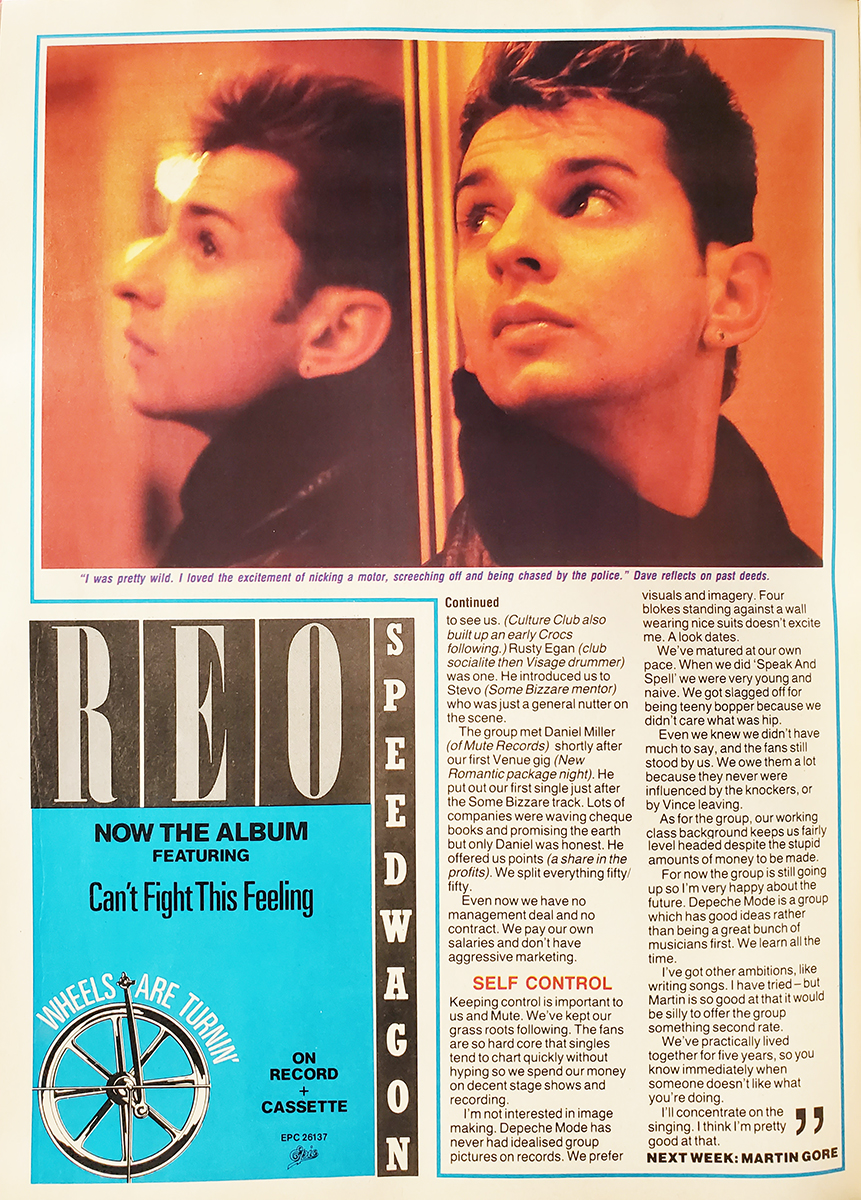 "I was pretty wild. I loved the excitement of nicking a motor, screeching off and being chased by the police." Dave reflects on past deeds.
REO
SPEEDWAGON
NOW THE ALBUM
FEATURING
Can't Fight This Feeling
WHEELS ARE TURNIN'
ON
RECORD
+
CASSETTE
EPC 26137
Epic
Continued
to see us. (Culture Club also
built up an early Crocs
following.) Rusty Egan (club
socialite then Visage drummer)
was one. He introduced us to
Stevo (Some Bizzare mentor)
who was just a general nutter on
the scene.
The group met Daniel Miller
(of Mute Records) shortly after
our first Venue gig (New
Romantic package night). He
put out our first single just after
the Some Bizzare track. Lots of
companies were waving cheque
books and promising the earth
but only Daniel was honest. He
offered us points (a share in the
profits). We split everything fifty/
fifty.
Even now we have no
management deal and no
contract. We pay our own
salaries and don't have
aggressive marketing.
SELF CONTROL
Keeping control is important to
us and Mute. We've kept our
grass roots following. The fans
are so hard core that singles
tend to chart quickly without
hyping so we spend our money
on decent stage shows and
recording.
I'm not interested in image
making. Depeche Mode has
never had idealised group
pictures on records. We prefer
visuals and imagery. Four
blokes standing against a wall
wearing nice suits doesn't excite
me. A look dates.
We've matured at our own
pace. When we did 'Speak And
Spell' we were very young and
naive. We got slagged off for
being teeny bopper because we
didn't care what was hip.
Even we knew we didn't have
much to say, and the fans still
stood by us. We owe them a lot
because they never were
influenced by the knockers, or
by Vince leaving.
As for the group, our working
class background keeps us fairly
level headed despite the stupid
amounts of money to be made.
For now the group is still going
up so I'm very happy about the
future. Depeche Mode is a group
which has good ideas rather
than being a great bunch of
musicians first. We learn all the
time.
I've got other ambitions, like
writing songs. I have tried – but
Martin is so good at that it would
be silly to offer the group
something second rate.
We've practically lived
together for five years, so you
know immediately when
someone doesn't like what
you're doing.
I'll concentrate on the
singing. I think I'm pretty
good at that. ”
NEXT WEEK: MARTIN GORE